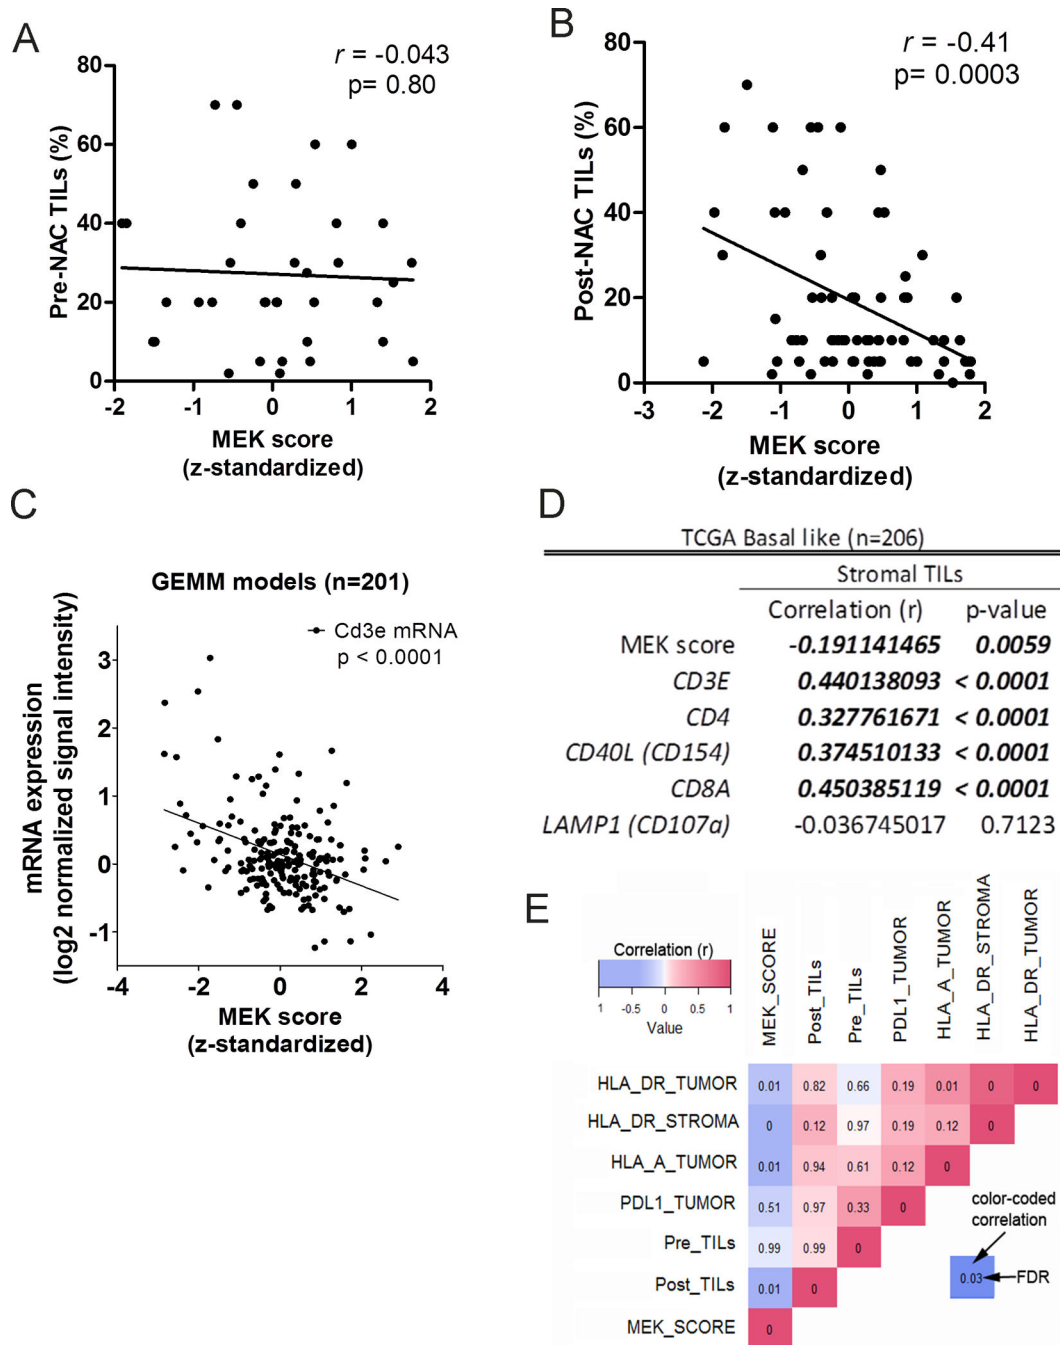 A
r = -0.043
p= 0.80
Pre-NAC TILs (%)
80
60
40
20
0
-2
-1
0
1
2
MEK score
(z-standardized)
B
r = -0.41
p= 0.0003
Post-NAC TILs (%)
80
60
40
20
0
-3
-2
-1
0
1
2
MEK score
(z-standardized)
C
GEMM models (n=201)
Cd3e mRNA
p < 0.0001
mRNA expression
(log2 normalized signal intensity)
3
2
1
0
-1
-4
-2
0
2
4
MEK score
(z-standardized)
D
TCGA Basal like (n=206)
Stromal TILs
Correlation (r) p-value
MEK score -0.191141465 0.0059
CD3E 0.440138093 < 0.0001
CD4 0.327761671 < 0.0001
CD40L (CD154) 0.374510133 < 0.0001
CD8A 0.450385119 < 0.0001
LAMP1 (CD107a) -0.036745017 0.7123
E
Correlation (r)
1 -0.5 0 0.5 1
Value
MEK_SCORE
Post_TILs
Pre_TILs
PDL1_TUMOR
HLA_A_TUMOR
HLA_DR_STROMA
HLA_DR_TUMOR
HLA_DR_TUMOR 0.01 0.82 0.66 0.19 0.01 0 0
HLA_DR_STROMA 0 0.12 0.97 0.19 0.12 0
HLA_A_TUMOR 0.01 0.94 0.61 0.12 0
PDL1_TUMOR 0.51 0.97 0.33 0
Pre_TILs 0.99 0.99 0
Post_TILs 0.01 0
MEK_SCORE 0
color-coded
correlation
0.03 FDR